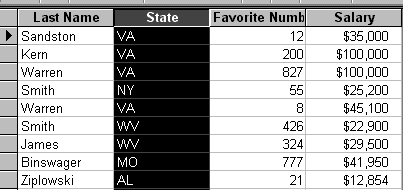 Last Name State Favorite Numb Salary
Sandston VA 12 $35,000
Kern VA 200 $100,000
Warren VA 827 $100,000
Smith NY 55 $25,200
Warren VA 8 $45,100
Smith WV 426 $22,900
James WV 324 $29,500
Binswager MO 777 $41,950
Ziplowski AL 21 $12,854